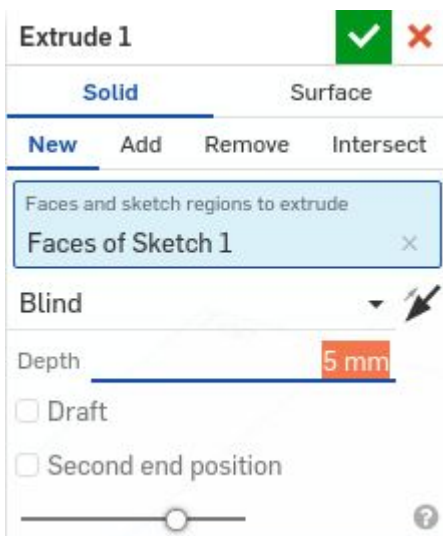 Extrude 1
Solid Surface
New Add Remove Intersect
Faces and sketch regions to extrude
Faces of Sketch 1
Blind
Depth 5 mm
Draft
Second end position